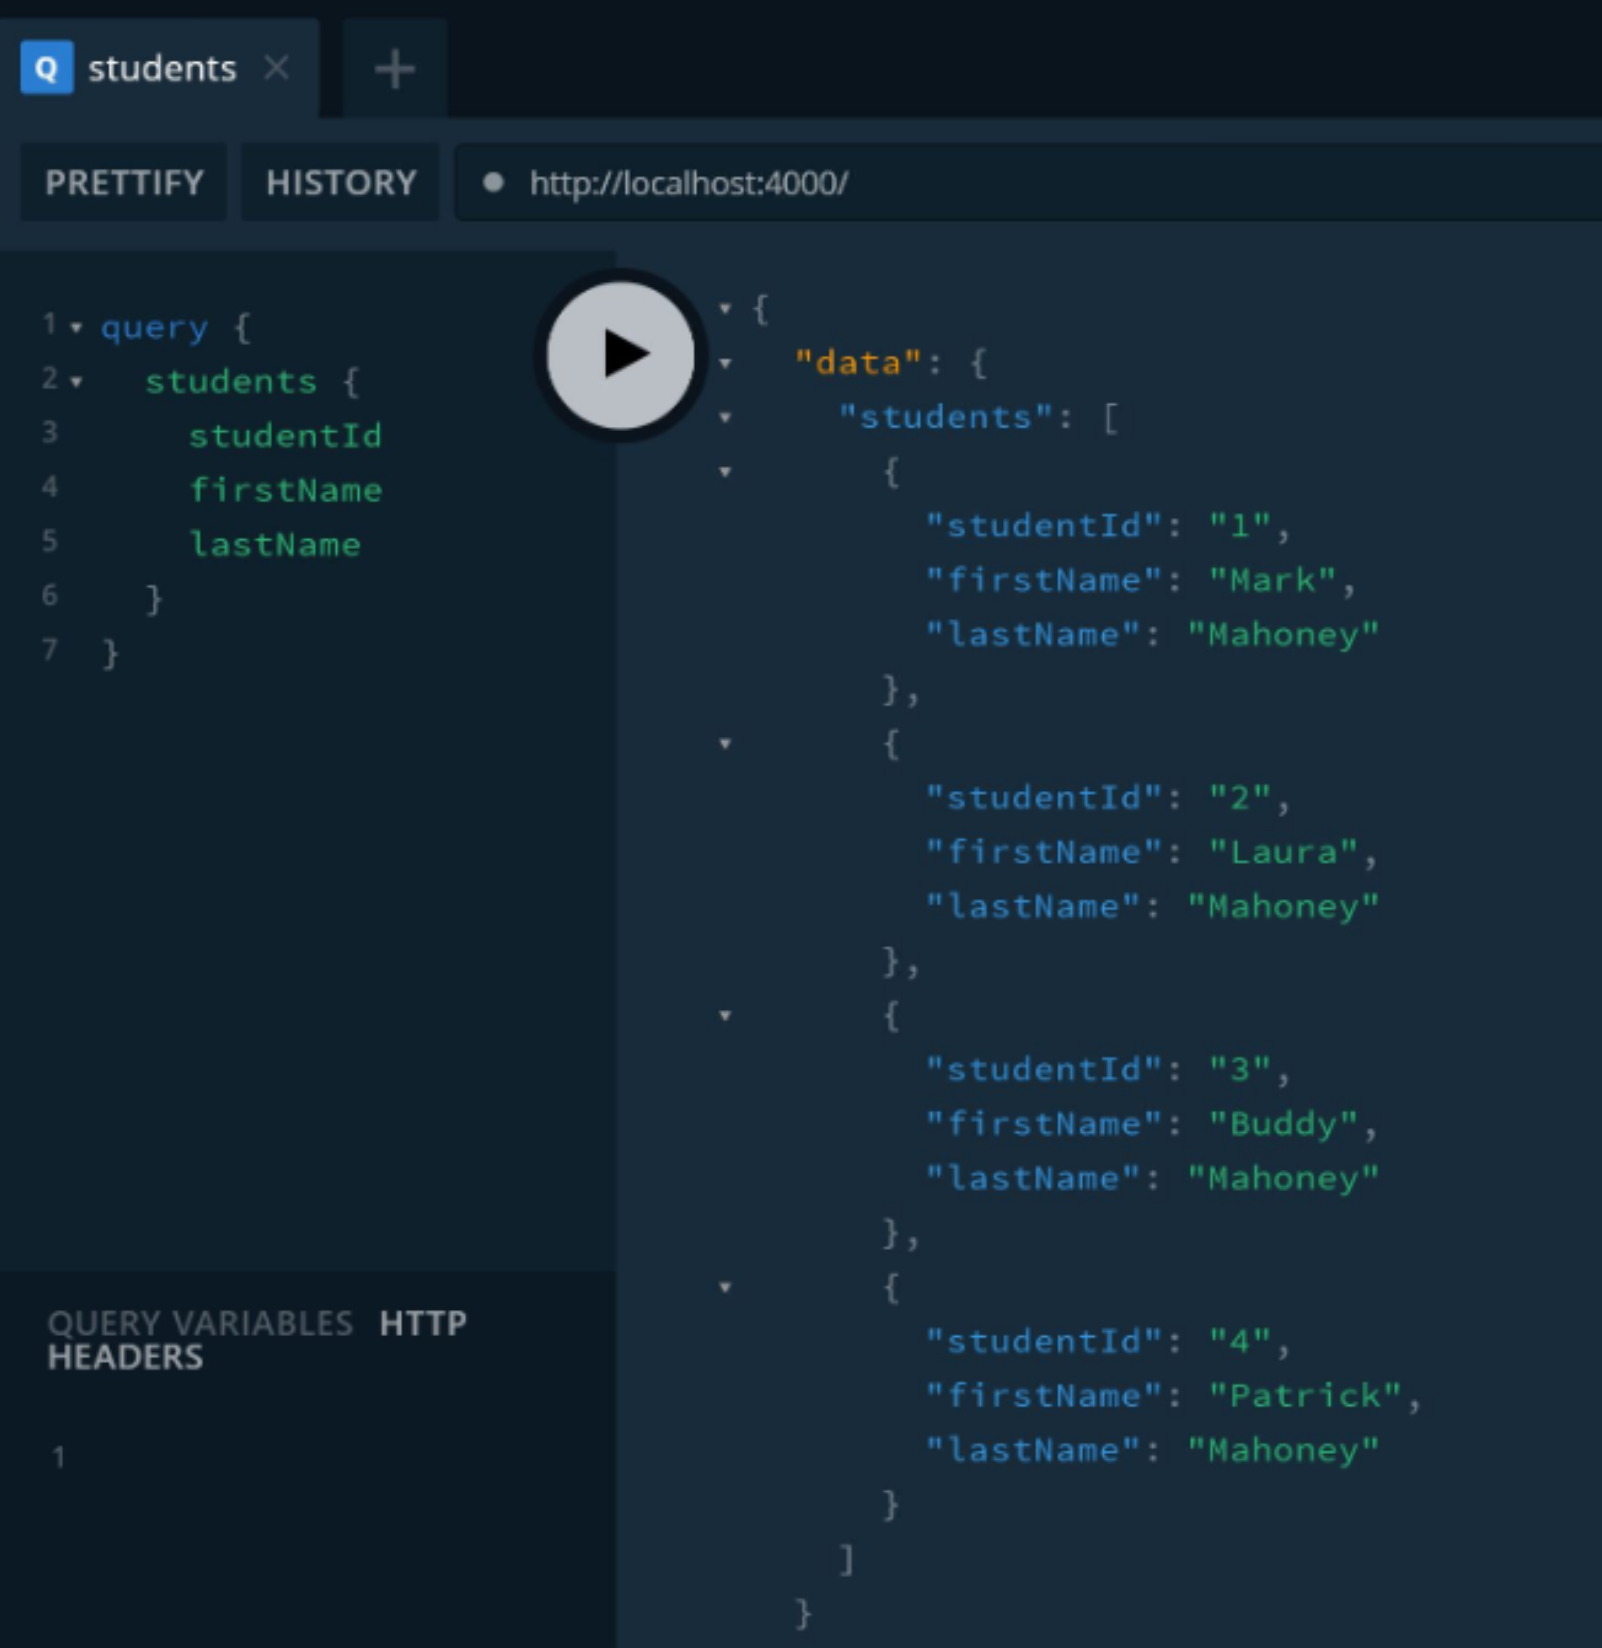 Q students ×  +
PRETTIFY HISTORY http://localhost:4000/
1 query {
2 students {
3 studentId
4 firstName
5 lastName
6 }
7 }
QUERY VARIABLES HTTP
HEADERS
1
{
"data": {
"students": [
{
"studentId": "1",
"firstName": "Mark",
"lastName": "Mahoney"
},
{
"studentId": "2",
"firstName": "Laura",
"lastName": "Mahoney"
},
{
"studentId": "3",
"firstName": "Buddy",
"lastName": "Mahoney"
},
{
"studentId": "4",
"firstName": "Patrick",
"lastName": "Mahoney"
}
]
}